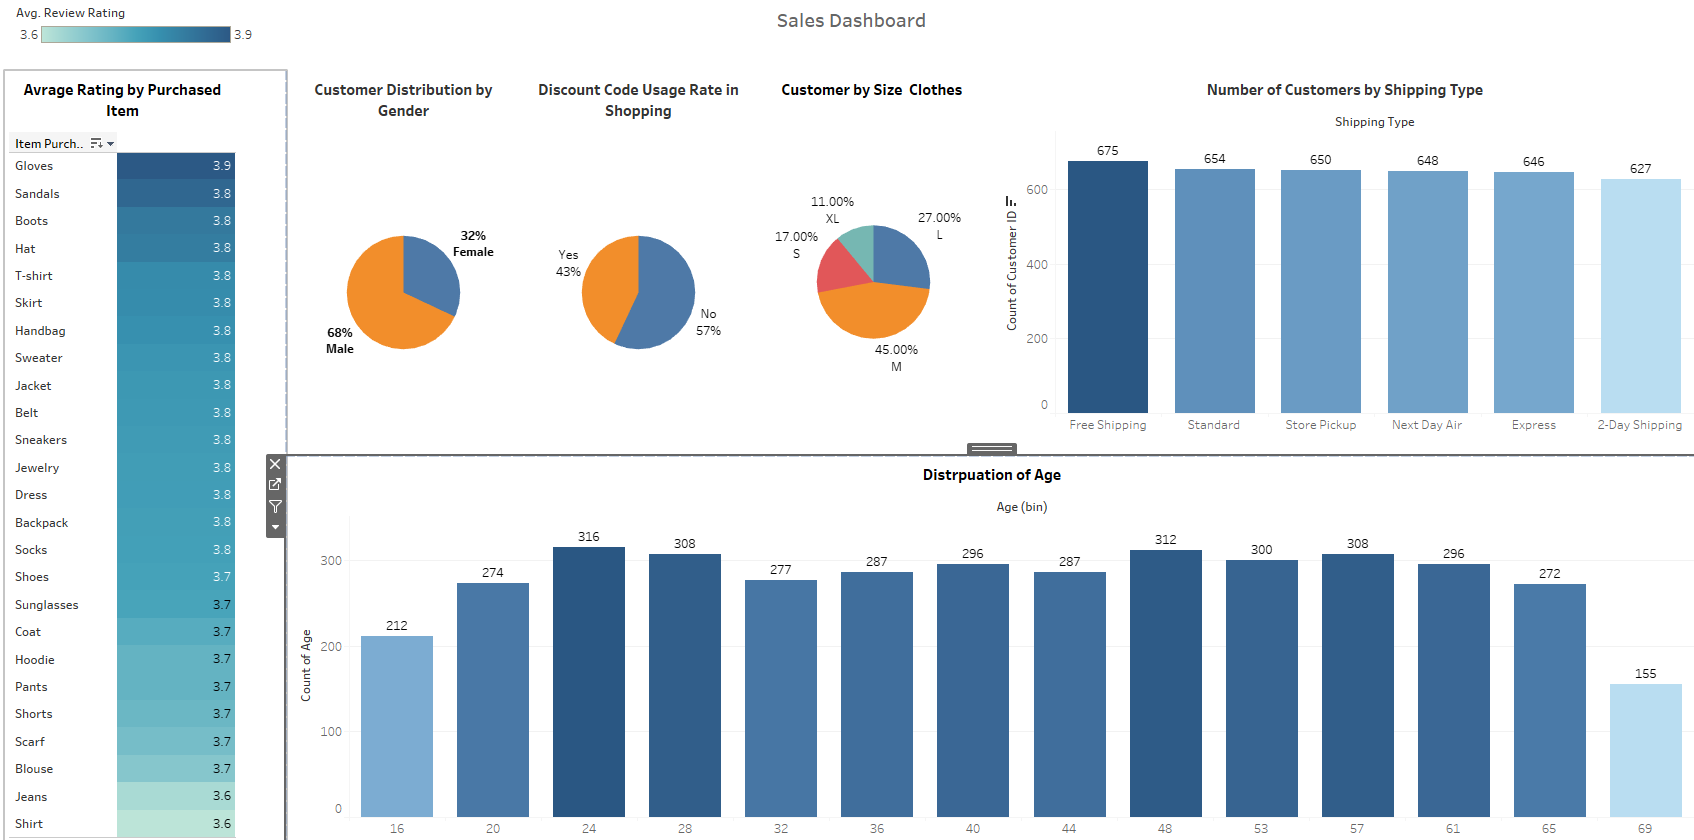 Avg. Review Rating
3.6 3.9
Sales Dashboard
Avrage Rating by Purchased
Item
Item Purch..
Gloves 3.9
Sandals 3.8
Boots 3.8
Hat 3.8
T-shirt 3.8
Skirt 3.8
Handbag 3.8
Sweater 3.8
Jacket 3.8
Belt 3.8
Sneakers 3.8
Jewelry 3.8
Dress 3.8
Backpack 3.8
Socks 3.8
Shoes 3.7
Sunglasses 3.7
Coat 3.7
Hoodie 3.7
Pants 3.7
Shorts 3.7
Scarf 3.7
Blouse 3.7
Jeans 3.6
Shirt 3.6
Customer Distribution by
Gender
32%
Female
68%
Male
Discount Code Usage Rate in
Shopping
Yes
43%
No
57%
Customer by Size  Clothes
11.00%
XL
27.00%
L
17.00%
S
45.00%
M
Number of Customers by Shipping Type
Shipping Type
Count of Customer ID
600
400
200
0
675 654 650 648 646 627
Free Shipping Standard Store Pickup Next Day Air Express 2-Day Shipping
Distrpuation of Age
Age (bin)
Count of Age
300
200
100
0
212 274 316 308 277 287 296 287 312 300 308 296 272 155
16 20 24 28 32 36 40 44 48 53 57 61 65 69